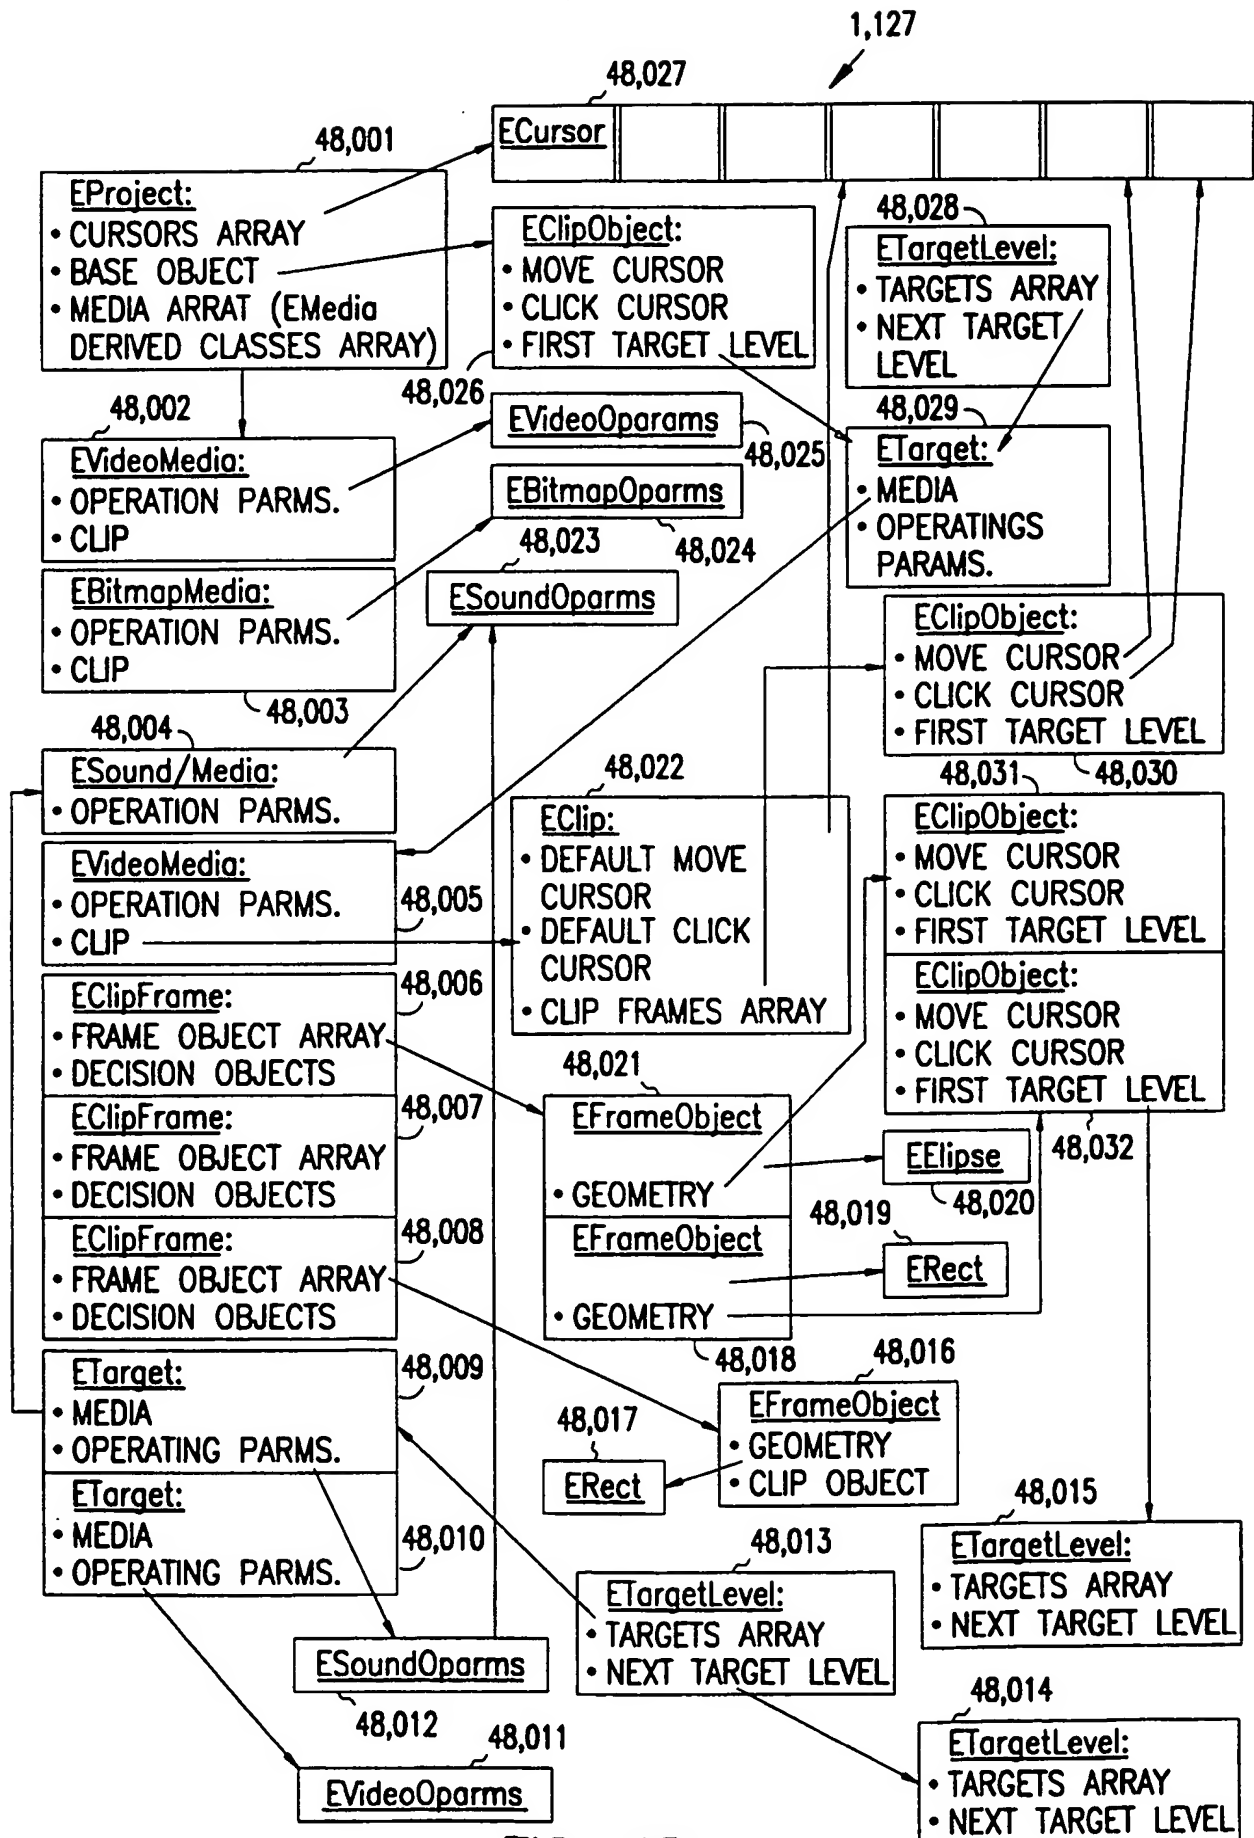 1,127
48,027
ECursor
48,001
EProject:
• CURSORS ARRAY
• BASE OBJECT
• MEDIA ARRAT (EMedia
DERIVED CLASSES ARRAY)
EClipObject:
• MOVE CURSOR
• CLICK CURSOR
• FIRST TARGET LEVEL
48,026
48,028
ETargetLevel:
• TARGETS ARRAY
• NEXT TARGET
LEVEL
48,002
EVideoMedia:
• OPERATION PARMS.
• CLIP
EVideoOparams
48,025
EBitmapOparms
48,024
48,029
ETarget:
• MEDIA
• OPERATINGS
PARAMS.
EBitmapMedia:
• OPERATION PARMS.
• CLIP
48,003
48,023
ESoundOparms
EClipObject:
• MOVE CURSOR
• CLICK CURSOR
• FIRST TARGET LEVEL
48,030
48,004
ESound/Media:
• OPERATION PARMS.
EVideoMedia:
• OPERATION PARMS.
• CLIP
48,005
48,022
EClip:
• DEFAULT MOVE
CURSOR
• DEFAULT CLICK
CURSOR
• CLIP FRAMES ARRAY
48,031
EClipObject:
• MOVE CURSOR
• CLICK CURSOR
• FIRST TARGET LEVEL
EClipObject:
• MOVE CURSOR
• CLICK CURSOR
• FIRST TARGET LEVEL
48,032
EClipFrame:
• FRAME OBJECT ARRAY
• DECISION OBJECTS
48,006
EClipFrame:
• FRAME OBJECT ARRAY
• DECISION OBJECTS
48,007
EClipFrame:
• FRAME OBJECT ARRAY
• DECISION OBJECTS
48,008
48,021
EFrameObject
• GEOMETRY
EFrameObject
• GEOMETRY
48,018
EElipse
48,020
48,019
ERect
ETarget:
• MEDIA
• OPERATING PARMS.
48,009
ETarget:
• MEDIA
• OPERATING PARMS.
48,010
48,016
EFrameObject
• GEOMETRY
• CLIP OBJECT
48,017
ERect
48,015
ETargetLevel:
• TARGETS ARRAY
• NEXT TARGET LEVEL
48,013
ETargetLevel:
• TARGETS ARRAY
• NEXT TARGET LEVEL
ESoundOparms
48,012
48,011
EVideoOparms
48,014
ETargetLevel:
• TARGETS ARRAY
• NEXT TARGET LEVEL